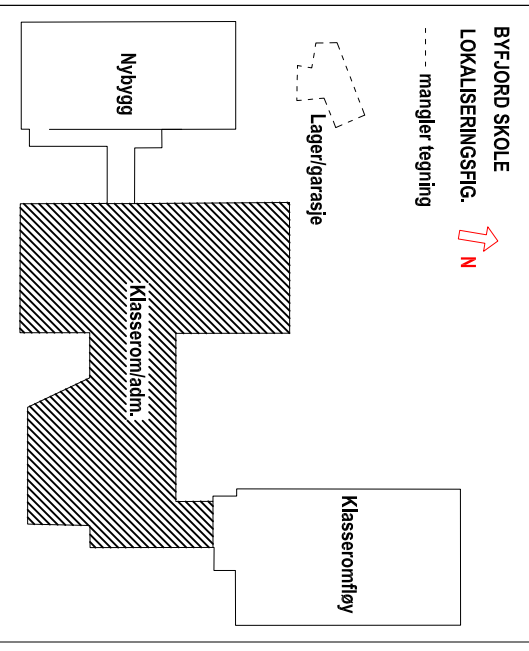 BYFJORD SKOLE
LOKALISERINGSFIG.
N
mangler tegning
Lager/garasje
Nybygg
Klasserom/adm.
Klasseromfløy